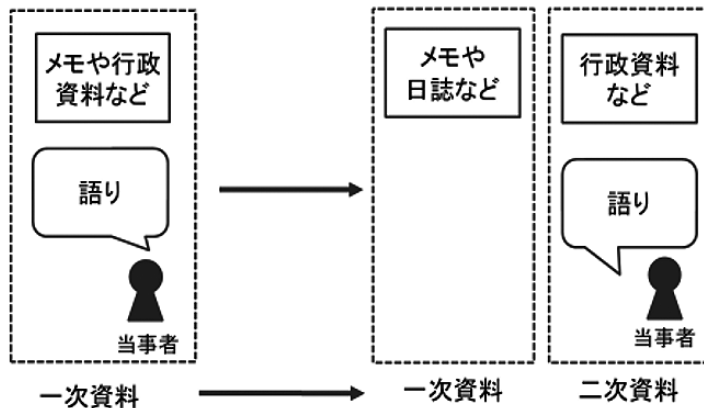 メモや行政
資料など
語り
当事者
一次資料
メモや
日誌など
一次資料
行政資料
など
語り
当事者
二次資料